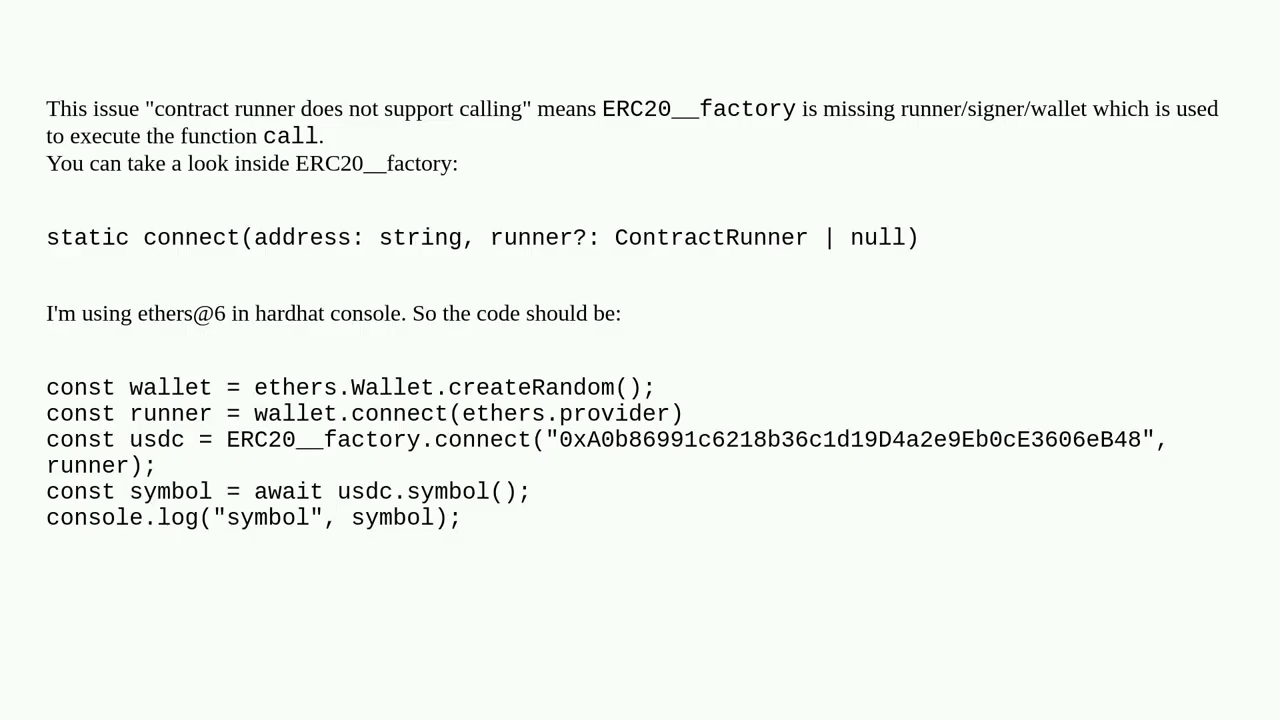 This issue "contract runner does not support calling" means ERC20__factory is missing runner/signer/wallet which is used
to execute the function call.
You can take a look inside ERC20__factory:
static connect(address: string, runner?: ContractRunner | null)
I'm using ethers@6 in hardhat console. So the code should be:
const wallet = ethers.Wallet.createRandom();
const runner = wallet.connect(ethers.provider)
const usdc = ERC20__factory.connect("0xA0b86991c6218b36c1d19D4a2e9Eb0cE3606eB48",
runner);
const symbol = await usdc.symbol();
console.log("symbol", symbol);